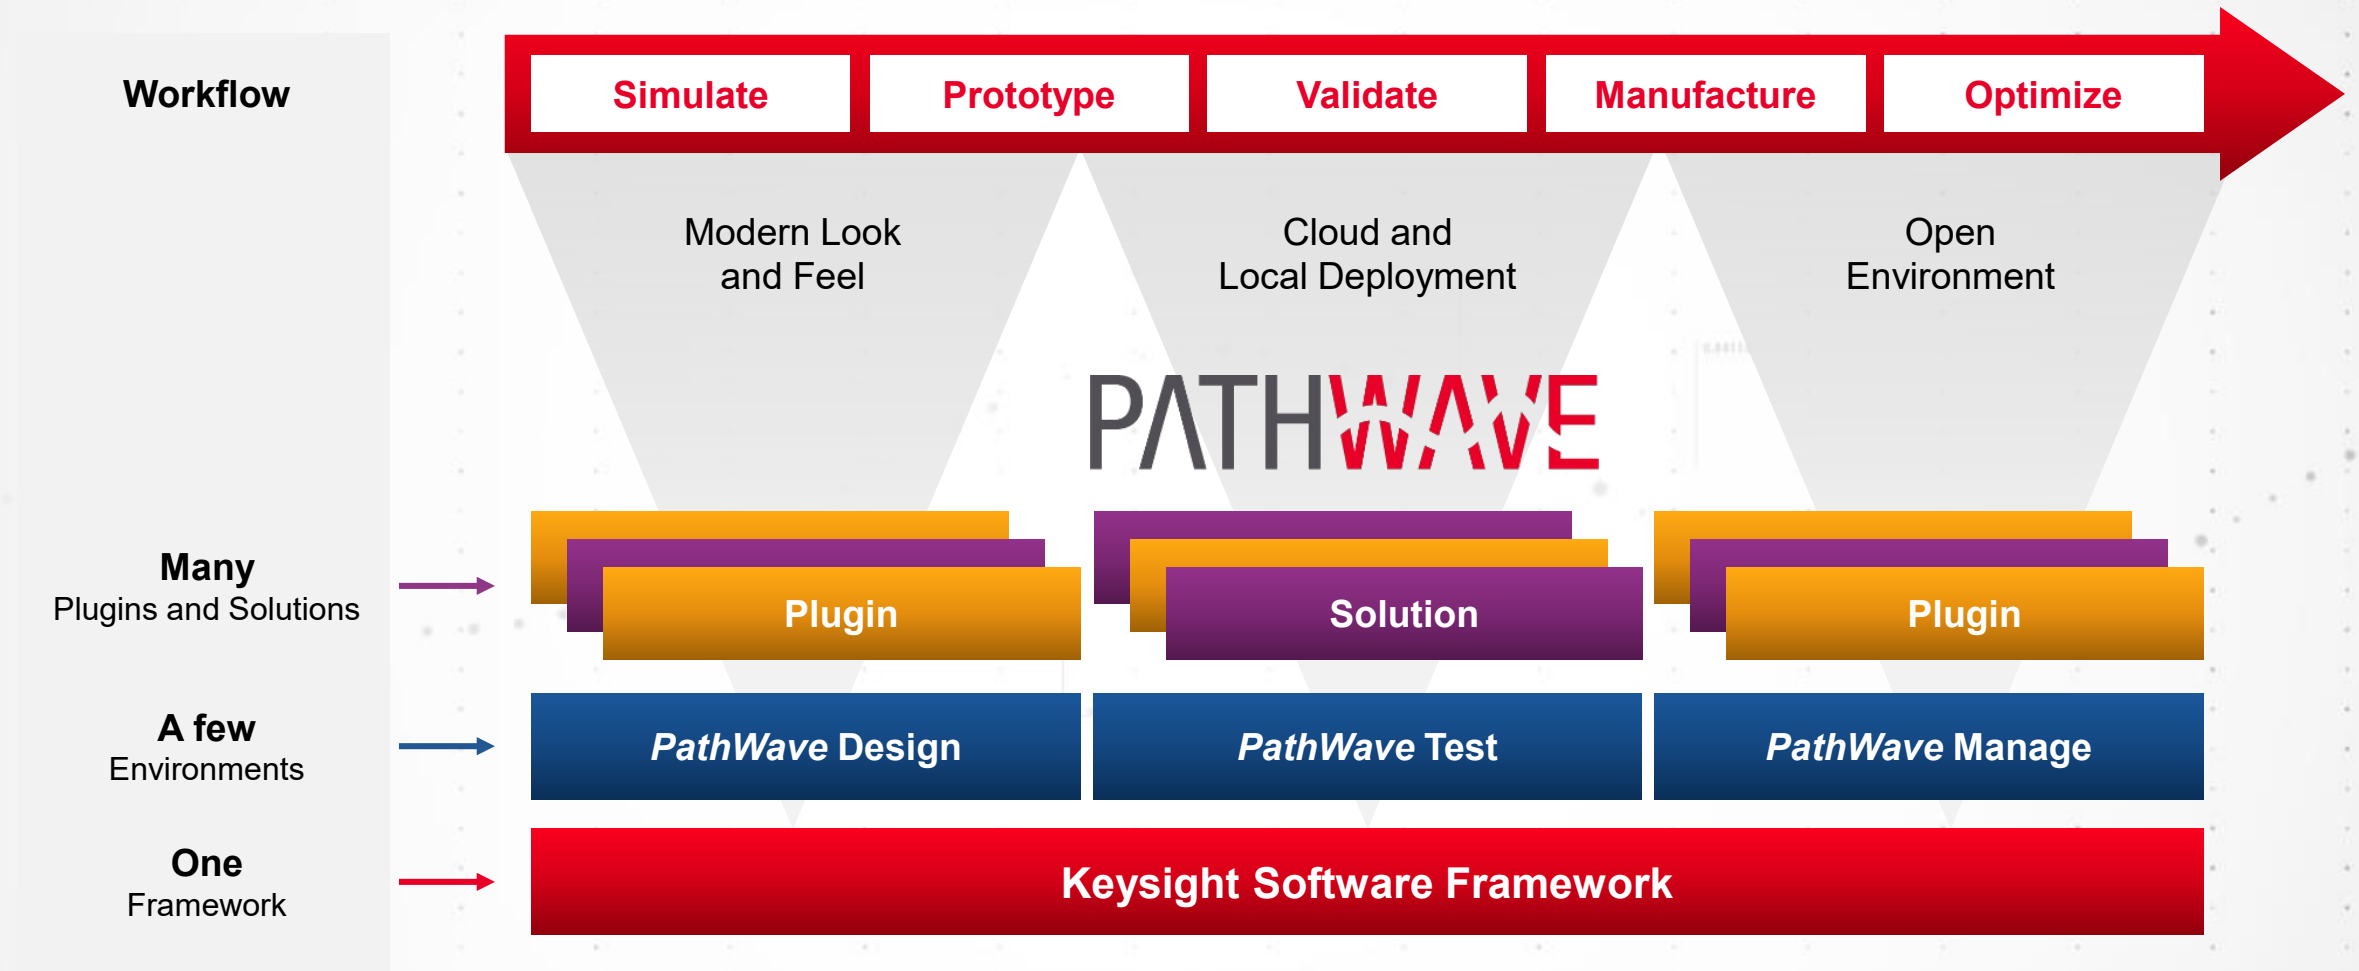 Workflow
Simulate
Prototype
Validate
Manufacture
Optimize
Modern Look
and Feel
Cloud and
Local Deployment
Open
Environment
PATHWAVE
Many
Plugins and Solutions
Plugin
Solution
Plugin
A few
Environments
PathWave Design
PathWave Test
PathWave Manage
One
Framework
Keysight Software Framework